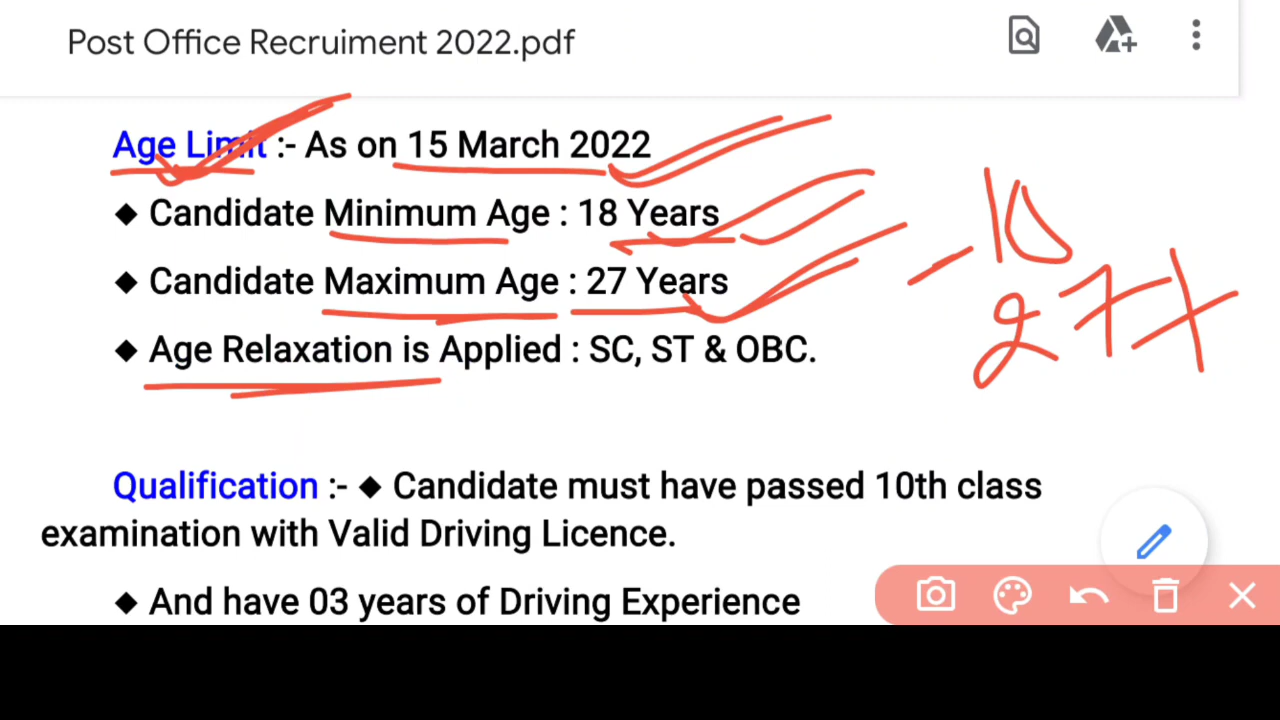 Post Office Recruiment 2022.pdf
Age Limit :- As on 15 March 2022
◆ Candidate Minimum Age : 18 Years
◆ Candidate Maximum Age : 27 Years
◆ Age Relaxation is Applied : SC, ST & OBC.
27
Qualification :- ◆ Candidate must have passed 10th class
examination with Valid Driving Licence.
◆ And have 03 years of Driving Experience